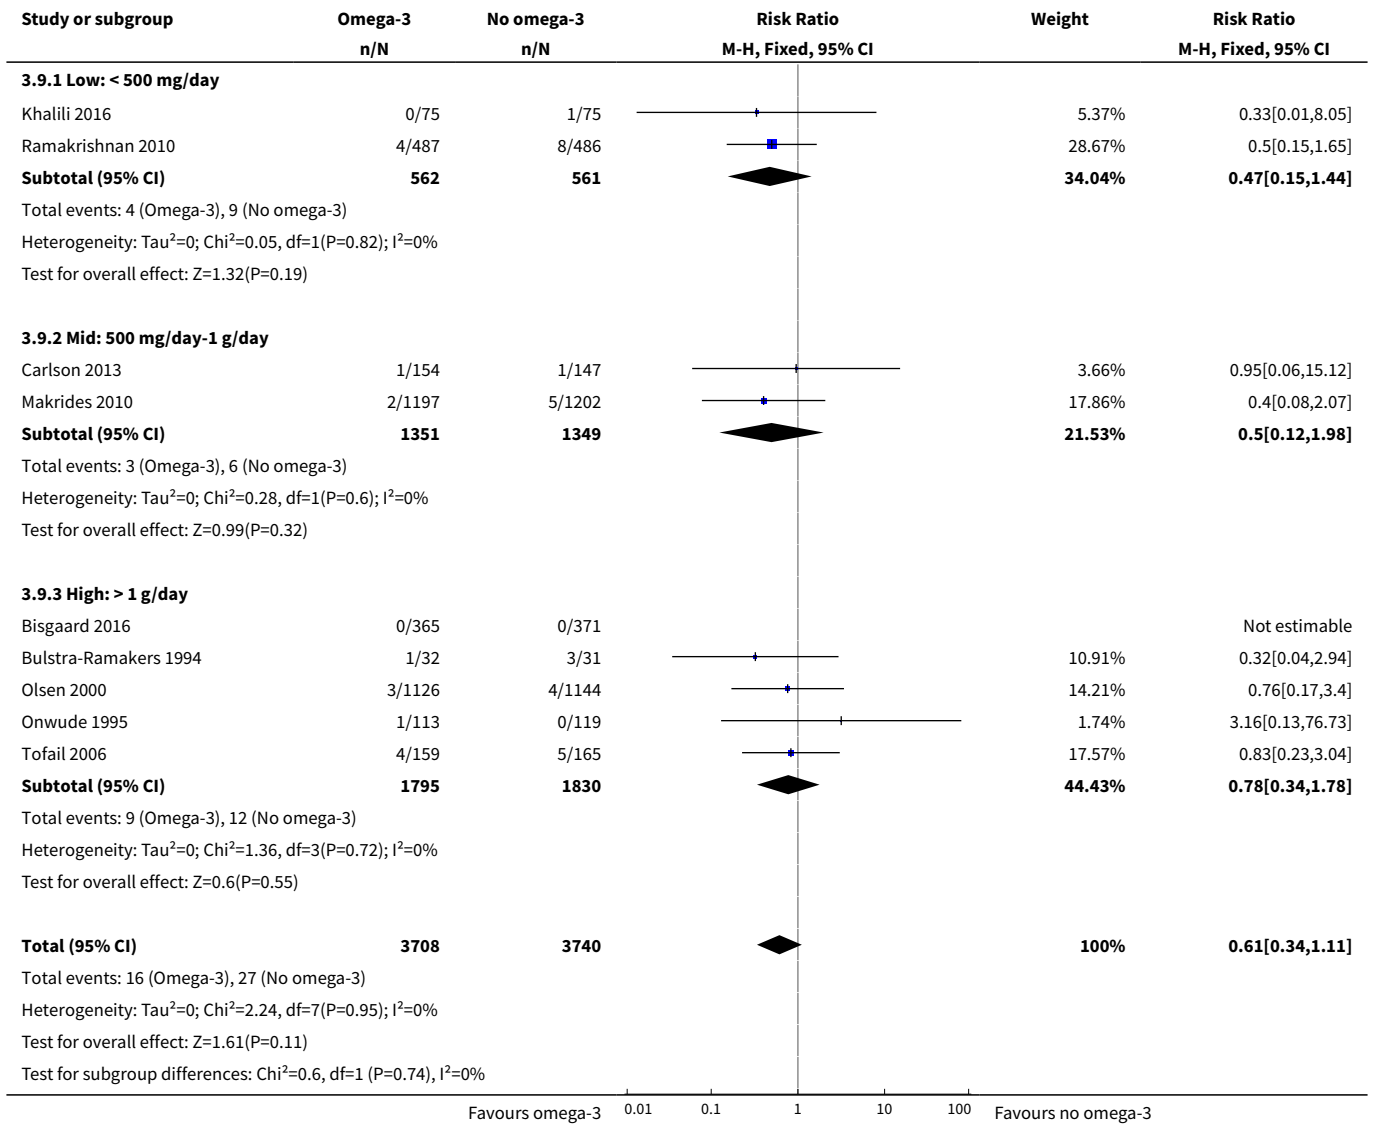 Study or subgroup Omega-3 No omega-3 Risk Ratio Weight Risk Ratio
n/N n/N M-H, Fixed, 95% CI M-H, Fixed, 95% CI
3.9.1 Low: < 500 mg/day
Khalili 2016 0/75 1/75 5.37% 0.33[0.01,8.05]
Ramakrishnan 2010 4/487 8/486 28.67% 0.5[0.15,1.65]
Subtotal (95% CI) 562 561 34.04% 0.47[0.15,1.44]
Total events: 4 (Omega-3), 9 (No omega-3)
Heterogeneity: Tau²=0; Chi²=0.05, df=1(P=0.82); I²=0%
Test for overall effect: Z=1.32(P=0.19)
3.9.2 Mid: 500 mg/day-1 g/day
Carlson 2013 1/154 1/147 3.66% 0.95[0.06,15.12]
Makrides 2010 2/1197 5/1202 17.86% 0.4[0.08,2.07]
Subtotal (95% CI) 1351 1349 21.53% 0.5[0.12,1.98]
Total events: 3 (Omega-3), 6 (No omega-3)
Heterogeneity: Tau²=0; Chi²=0.28, df=1(P=0.6); I²=0%
Test for overall effect: Z=0.99(P=0.32)
3.9.3 High: > 1 g/day
Bisgaard 2016 0/365 0/371 Not estimable
Bulstra-Ramakers 1994 1/32 3/31 10.91% 0.32[0.04,2.94]
Olsen 2000 3/1126 4/1144 14.21% 0.76[0.17,3.4]
Onwude 1995 1/113 0/119 1.74% 3.16[0.13,76.73]
Tofail 2006 4/159 5/165 17.57% 0.83[0.23,3.04]
Subtotal (95% CI) 1795 1830 44.43% 0.78[0.34,1.78]
Total events: 9 (Omega-3), 12 (No omega-3)
Heterogeneity: Tau²=0; Chi²=1.36, df=3(P=0.72); I²=0%
Test for overall effect: Z=0.6(P=0.55)
Total (95% CI) 3708 3740 100% 0.61[0.34,1.11]
Total events: 16 (Omega-3), 27 (No omega-3)
Heterogeneity: Tau²=0; Chi²=2.24, df=7(P=0.95); I²=0%
Test for overall effect: Z=1.61(P=0.11)
Test for subgroup differences: Chi²=0.6, df=1 (P=0.74), I²=0%
Favours omega-3 0.01 0.1 1 10 100 Favours no omega-3